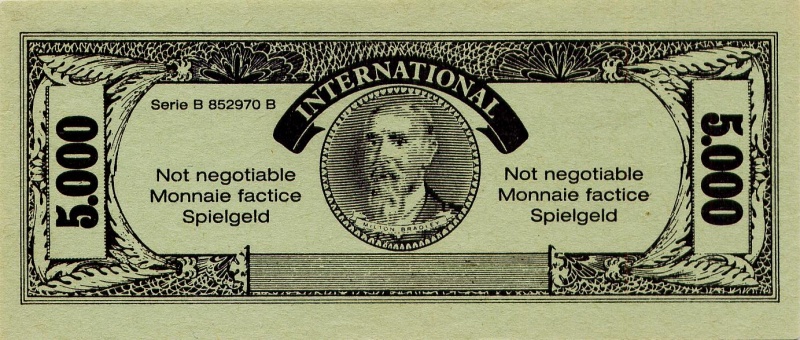 INTERNATIONAL
Serie B 852970 B
5.000
Not negotiable
Monnaie factice
Spielgeld
MILTON BRADLEY
Not negotiable
Monnaie factice
Spielgeld
5.000